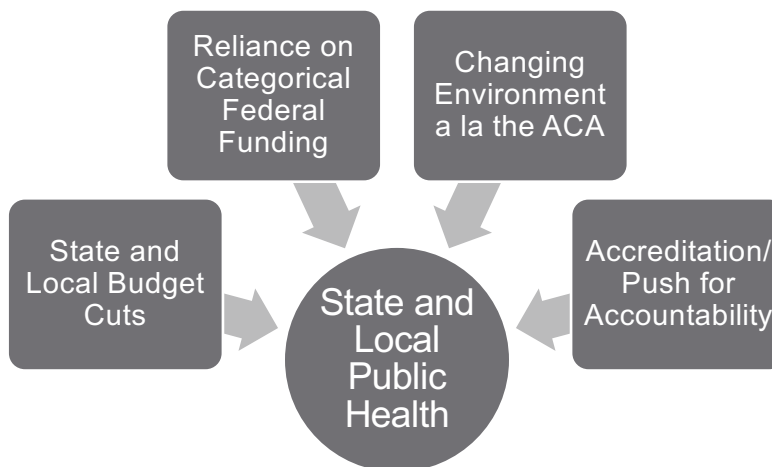 Reliance on
Categorical
Federal
Funding
Changing
Environment
a la the ACA
State and
Local Budget
Cuts
Accreditation/
Push for
Accountability
State and
Local
Public
Health